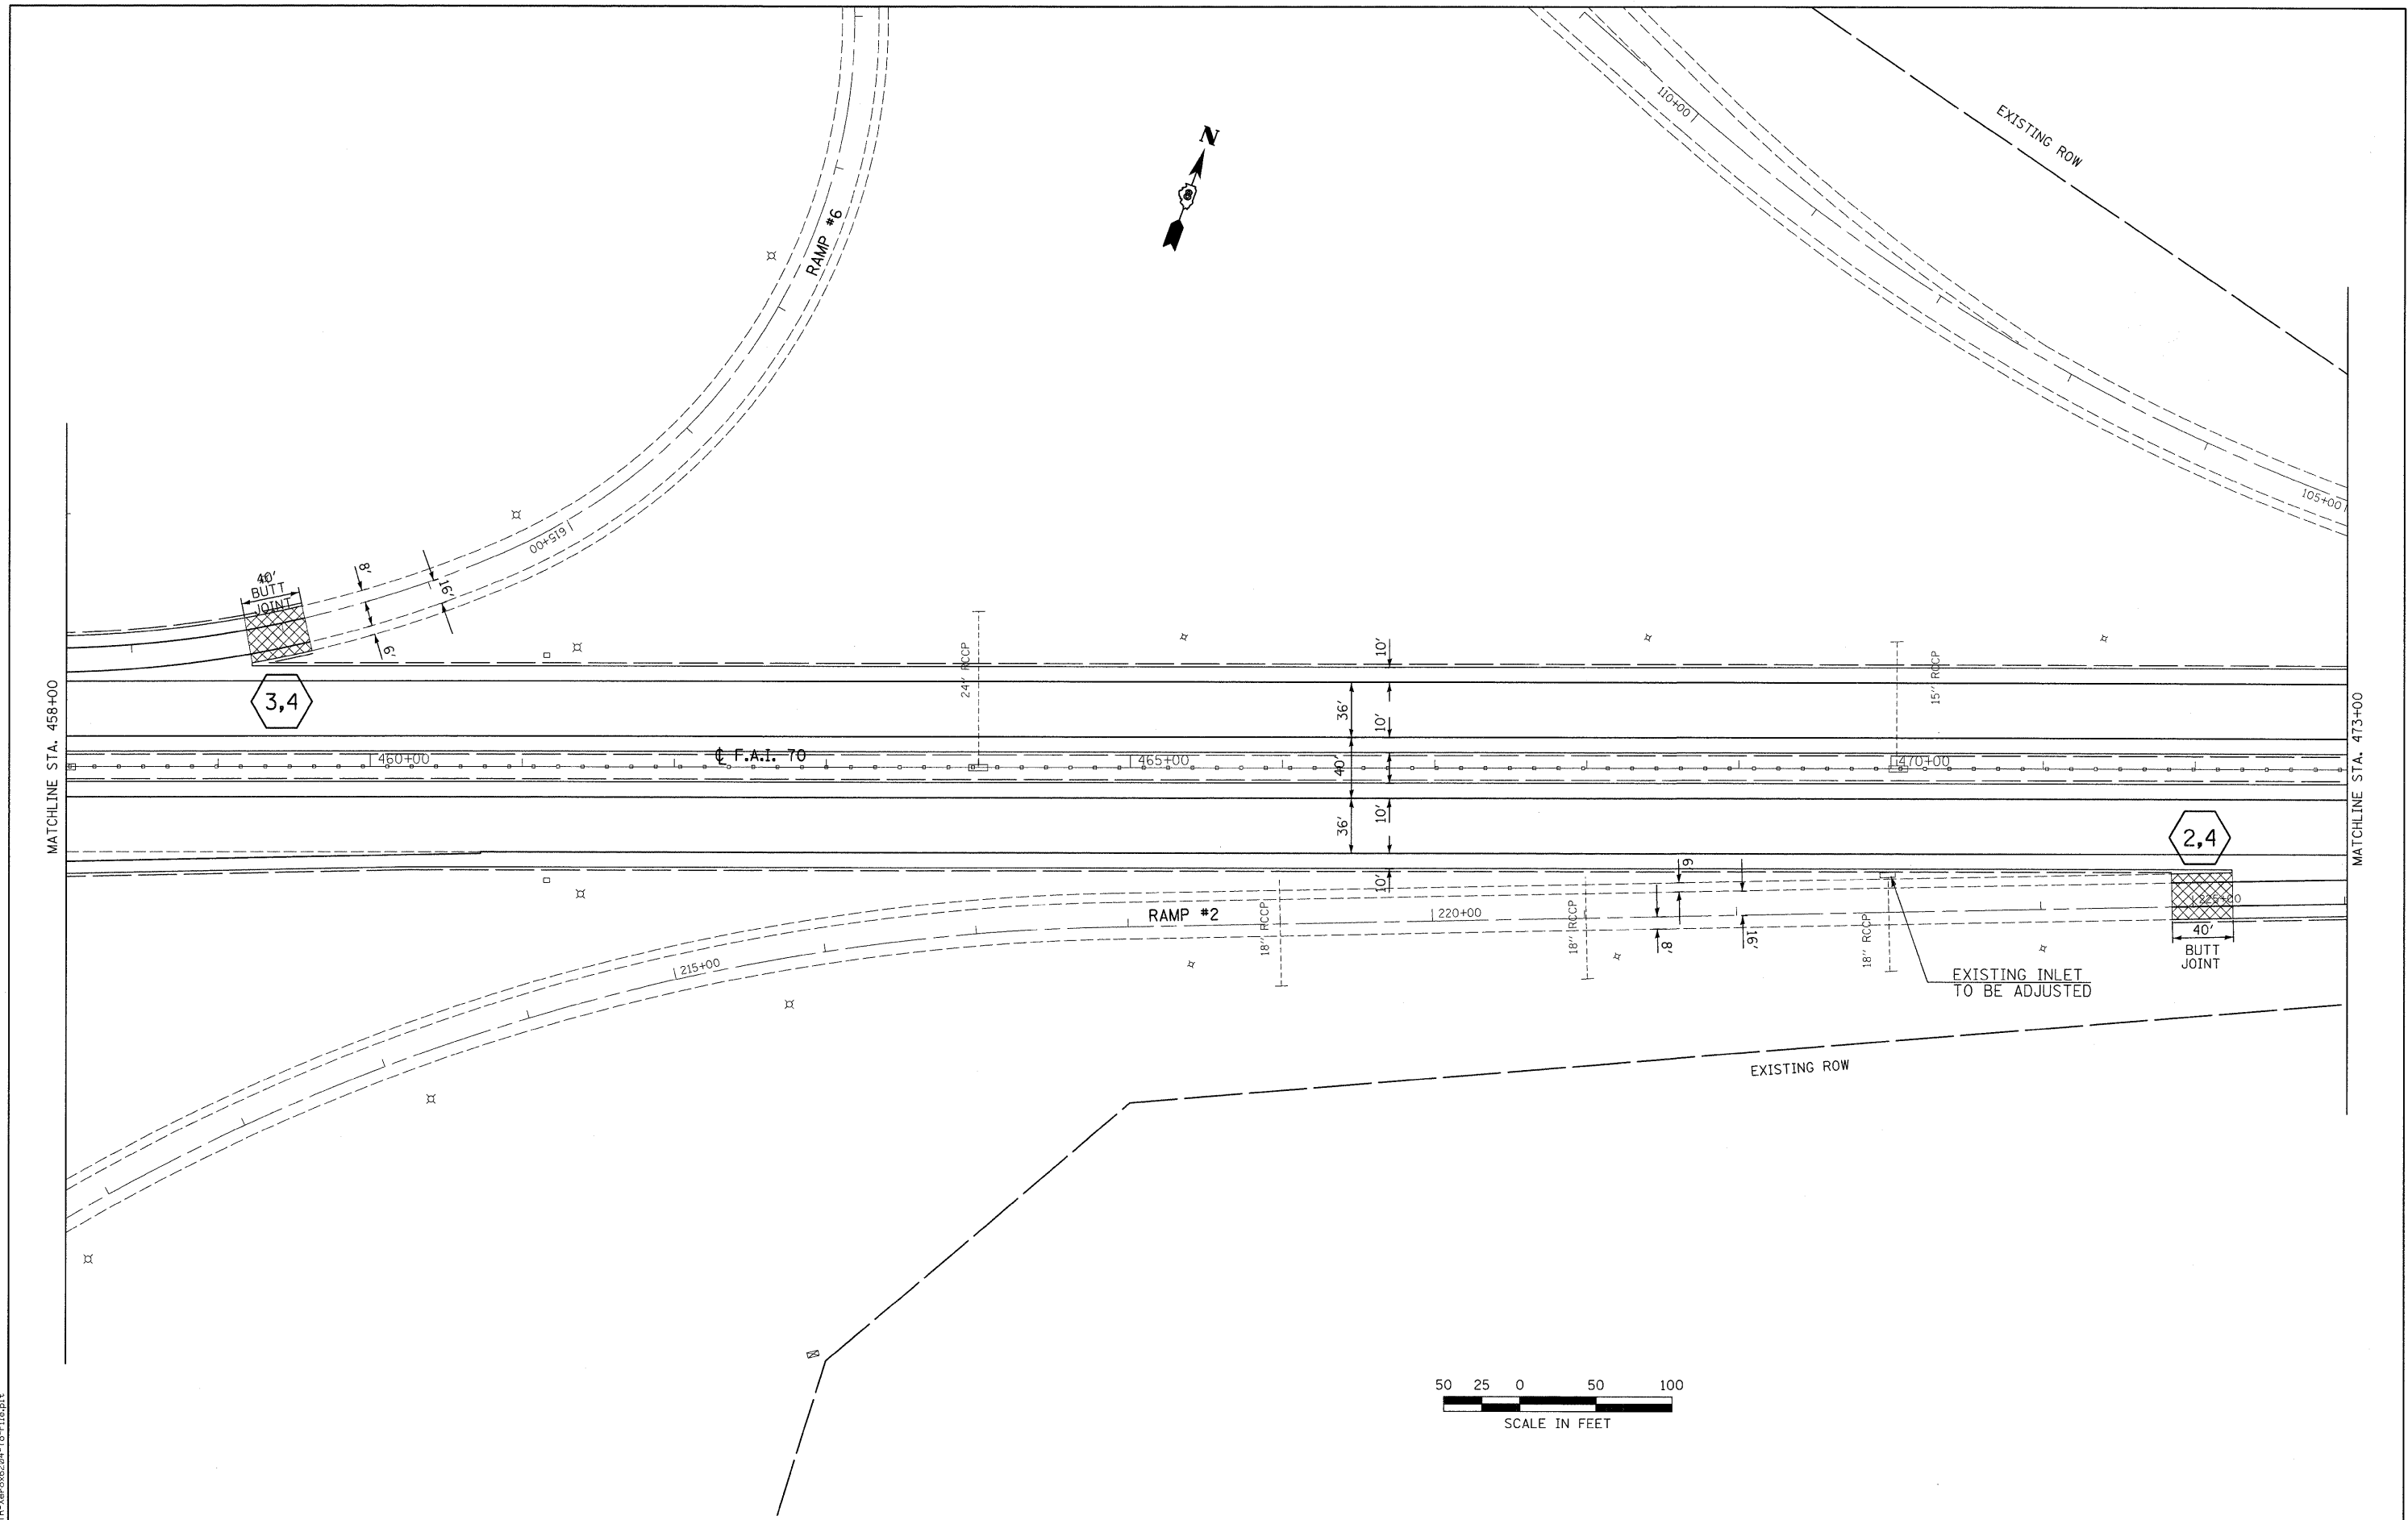 N
EXISTING ROW
110+00
RAMP #6
105+00
615+00
40'
BUTT
JOINT
8'
16'
6'
24" RCCP
10'
15" RCCP
3,4
MATCHLINE STA. 458+00
36'
10'
MATCHLINE STA. 473+00
460+00
℄ F.A.I. 70
465+00
40'
470+00
36'
10'
2,4
10'
6
RAMP #2
220+00
225+00
18" RCCP
18" RCCP
18" RCCP
8'
16'
40'
BUTT
JOINT
215+00
EXISTING INLET
TO BE ADJUSTED
EXISTING ROW
50 25 0 50 100
SCALE IN FEET